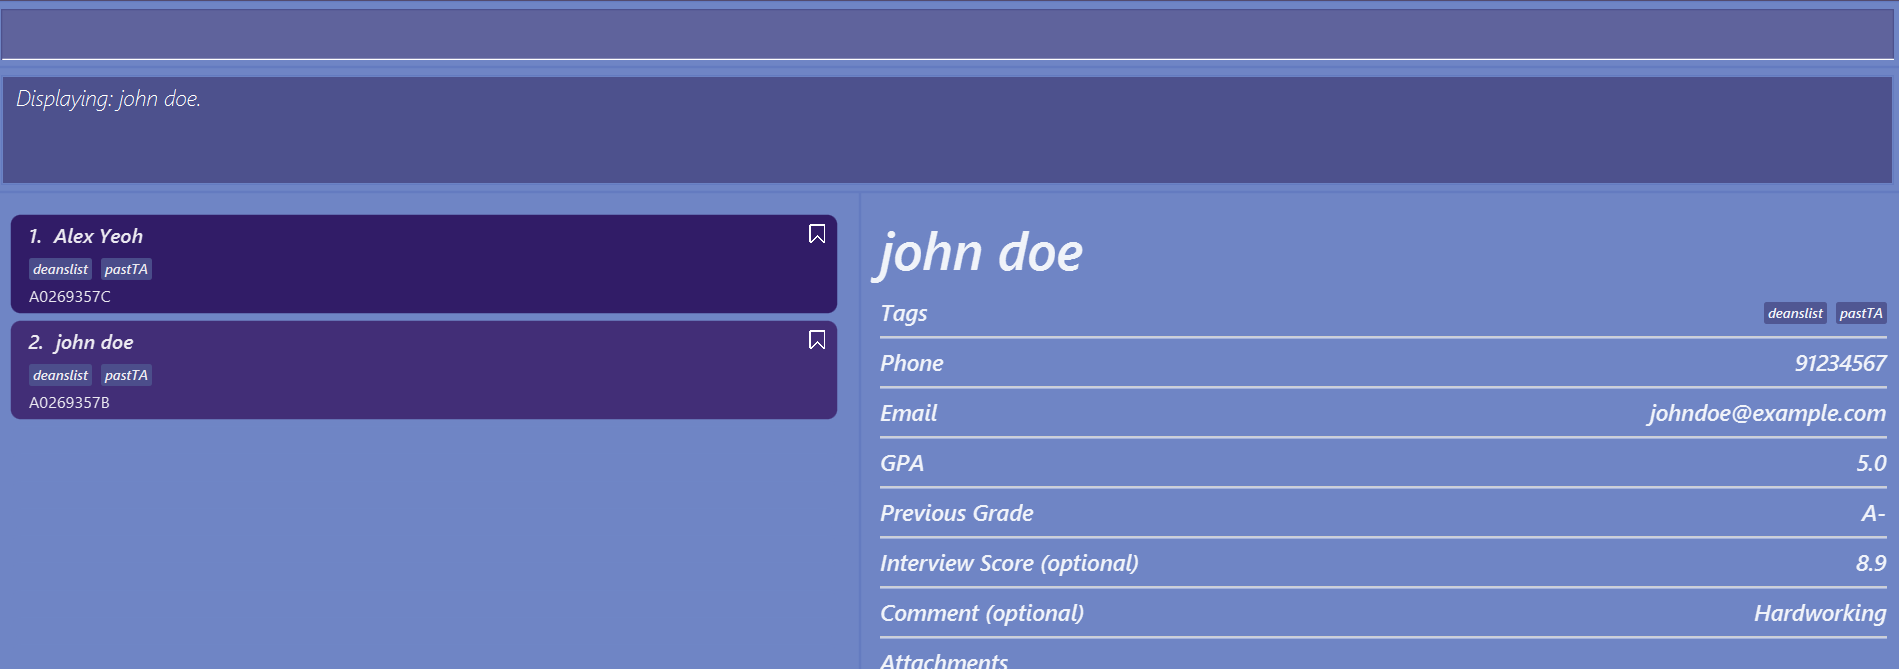 Displaying: john doe.
1. Alex Yeoh
deanslist pastTA
A0269357C
2. john doe
deanslist pastTA
A0269357B
john doe
Tags deanslist pastTA
Phone 91234567
Email johndoe@example.com
GPA 5.0
Previous Grade A-
Interview Score (optional) 8.9
Comment (optional) Hardworking
Attachments